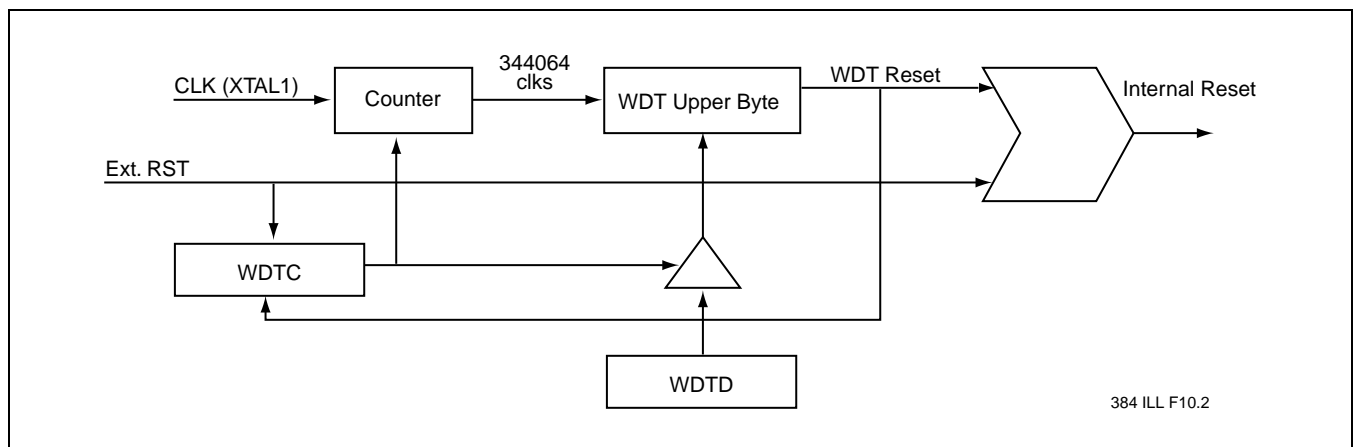 CLK (XTAL1)
Counter
344064
clks
WDT Upper Byte
WDT Reset
Internal Reset
Ext. RST
WDTC
WDTD
384 ILL F10.2